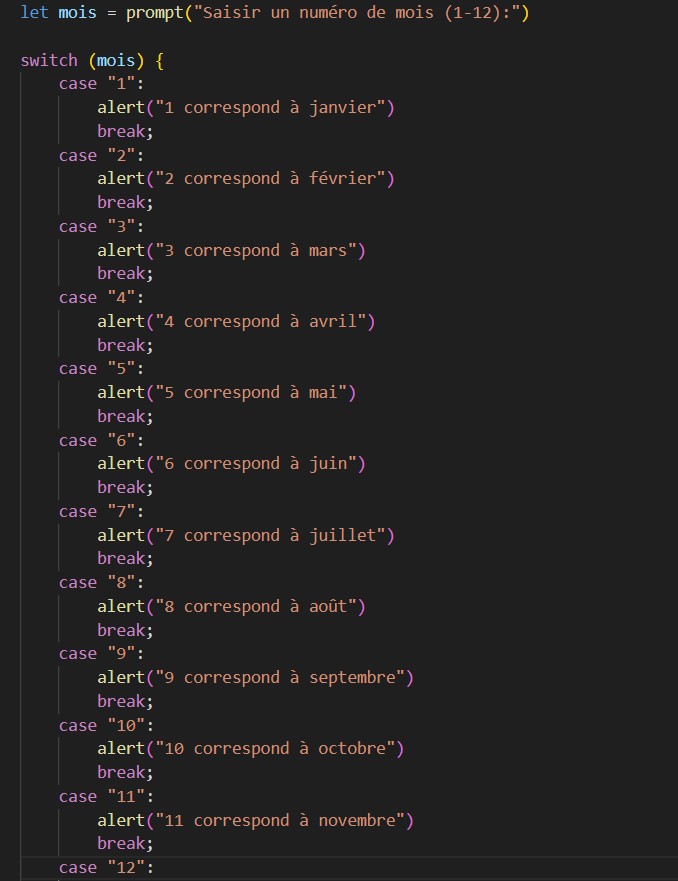 let mois = prompt("Saisir un numéro de mois (1-12):")
switch (mois) {
case "1":
alert("1 correspond à janvier")
break;
case "2":
alert("2 correspond à février")
break;
case "3":
alert("3 correspond à mars")
break;
case "4":
alert("4 correspond à avril")
break;
case "5":
alert("5 correspond à mai")
break;
case "6":
alert("6 correspond à juin")
break;
case "7":
alert("7 correspond à juillet")
break;
case "8":
alert("8 correspond à août")
break;
case "9":
alert("9 correspond à septembre")
break;
case "10":
alert("10 correspond à octobre")
break;
case "11":
alert("11 correspond à novembre")
break;
case "12":